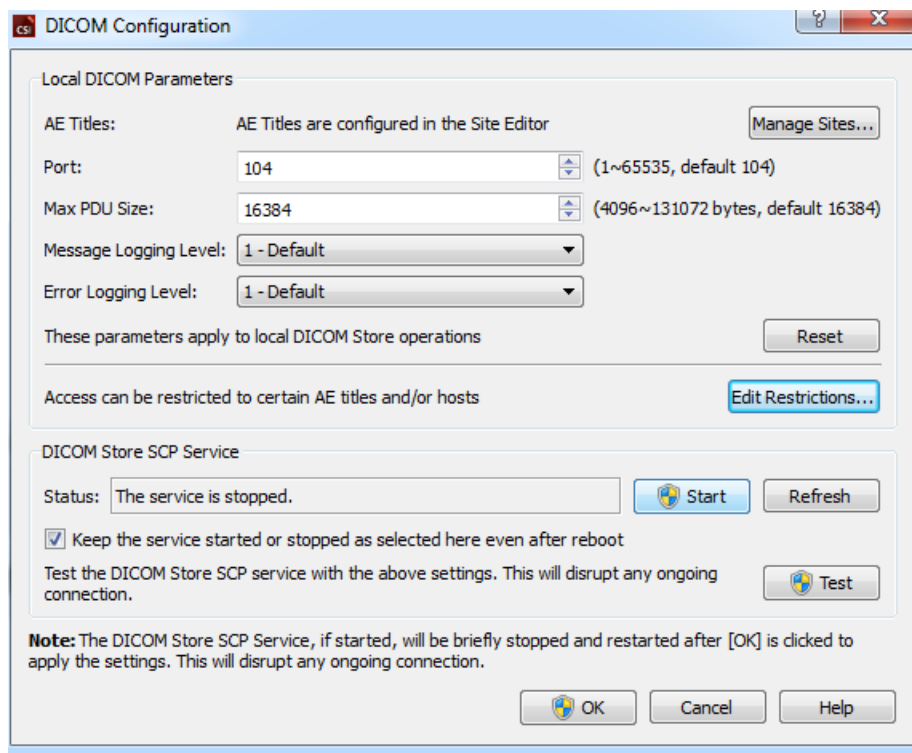 CSI DICOM Configuration
?
X
Local DICOM Parameters
AE Titles: AE Titles are configured in the Site Editor Manage Sites...
Port: 104 (1~65535, default 104)
Max PDU Size: 16384 (4096~131072 bytes, default 16384)
Message Logging Level: 1 - Default
Error Logging Level: 1 - Default
These parameters apply to local DICOM Store operations Reset
Access can be restricted to certain AE titles and/or hosts Edit Restrictions...
DICOM Store SCP Service
Status: The service is stopped. Start Refresh
Keep the service started or stopped as selected here even after reboot
Test the DICOM Store SCP service with the above settings. This will disrupt any ongoing
connection. Test
Note: The DICOM Store SCP Service, if started, will be briefly stopped and restarted after [OK] is clicked to
apply the settings. This will disrupt any ongoing connection.
OK Cancel Help